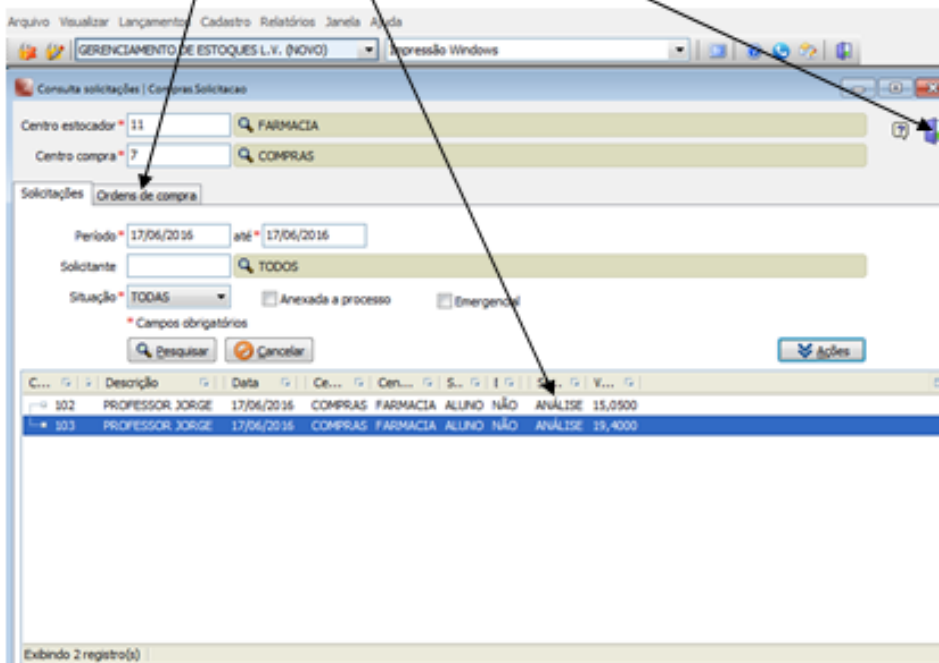 Arquivo Visualizar Lançamentos Cadastro Relatórios Janela Ajuda
GERENCIAMENTO DE ESTOQUES L.V. (NOVO) Impressão Windows
Consulta solicitações | Compras.Solicitacao
Centro estocador * 11 FARMACIA
Centro compra * 7 COMPRAS
Solicitações Ordens de compra
Período * 17/06/2016 até * 17/06/2016
Solicitante TODOS
Situação * TODAS Anexada a processo Emergencial
* Campos obrigatórios
Pesquisar Cancelar Ações
C... Descrição Data Ce... Cen... S... I S... V...
102 PROFESSOR JORGE 17/06/2016 COMPRAS FARMACIA ALUNO NÃO ANÁLISE 15,0500
103 PROFESSOR JORGE 17/06/2016 COMPRAS FARMACIA ALUNO NÃO ANÁLISE 19,4000
Exibindo 2 registro(s)